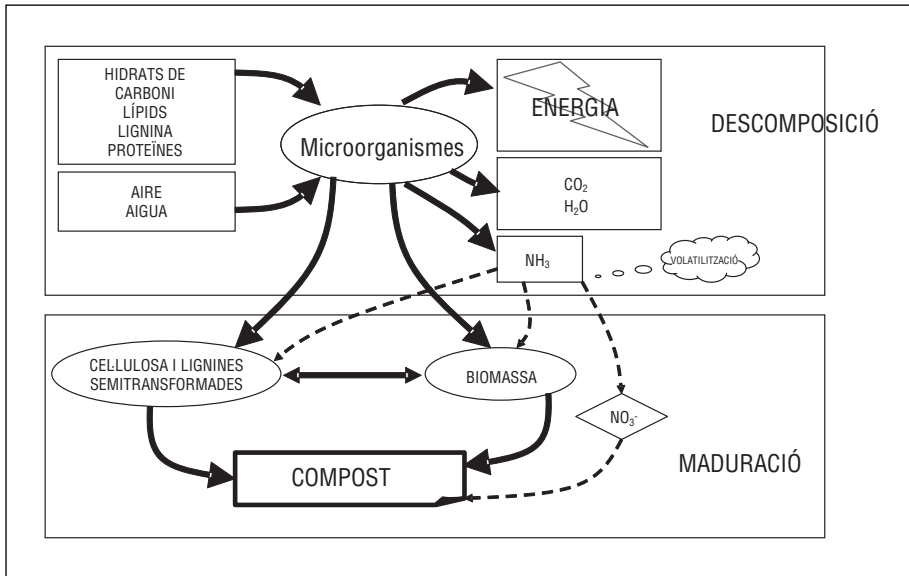 HIDRATS DE
CARBONI
LÍPIDS
LIGNINA
PROTEÏNES
AIRE
AIGUA
Microorganismes
ENERGIA
CO₂
H₂O
NH₃
VOLATILITZACIÓ
DESCOMPOSICIÓ
CEL·LULOSA I LIGNINES
SEMITRANSFORMADES
BIOMASSA
NO₃⁻
COMPOST
MADURACIÓ